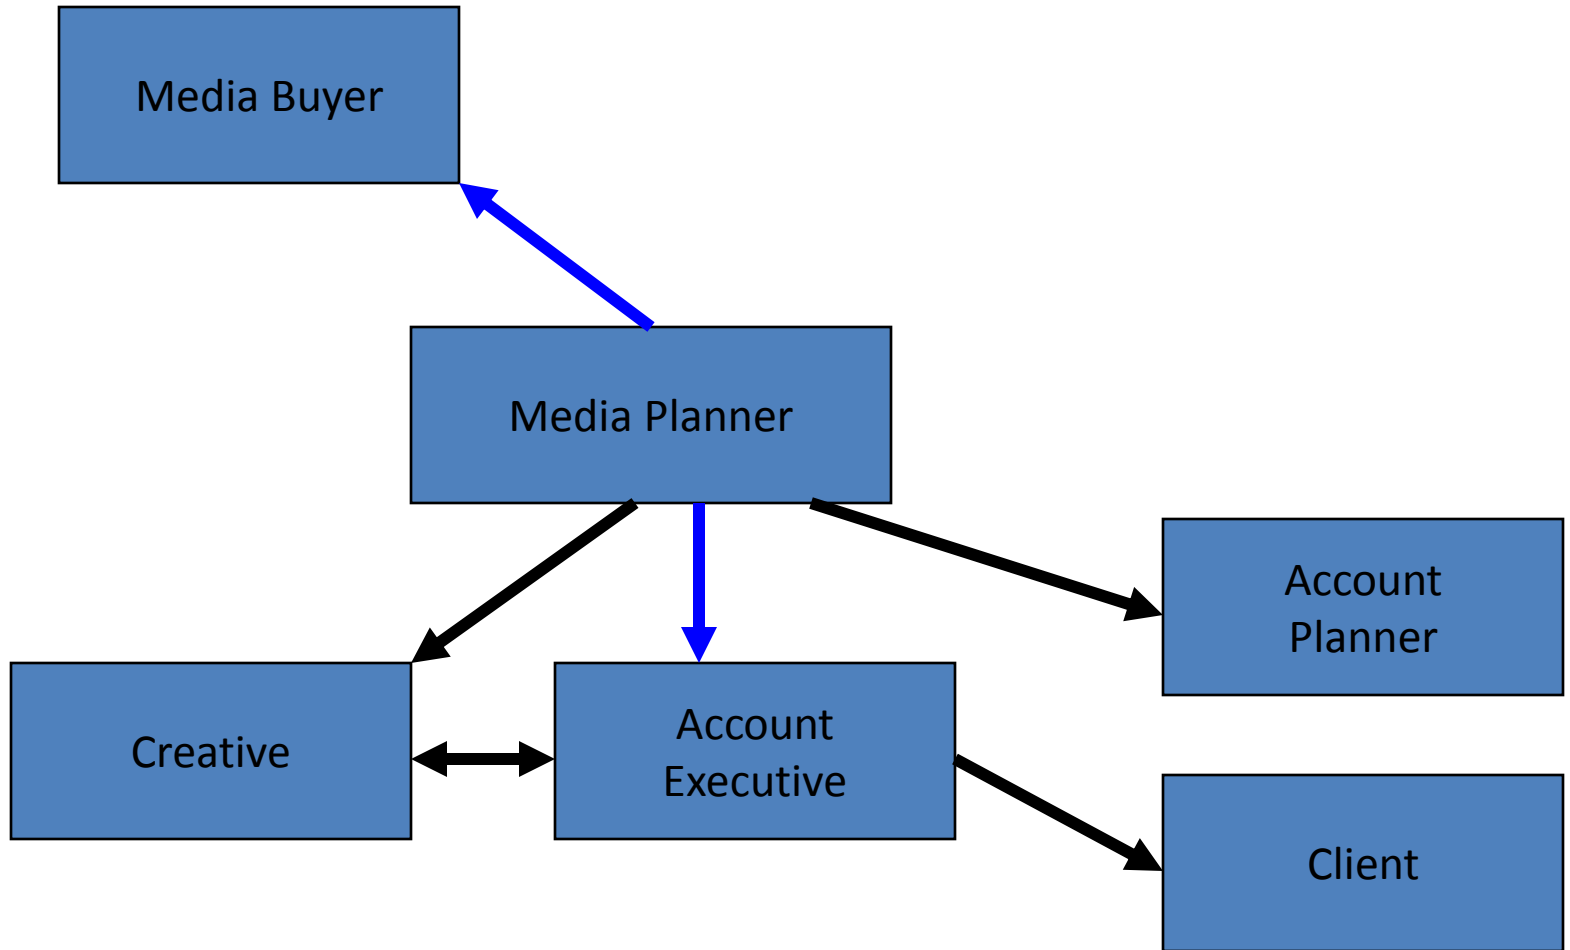 Media Buyer
Media Planner
Account
Planner
Creative
Account
Executive
Client